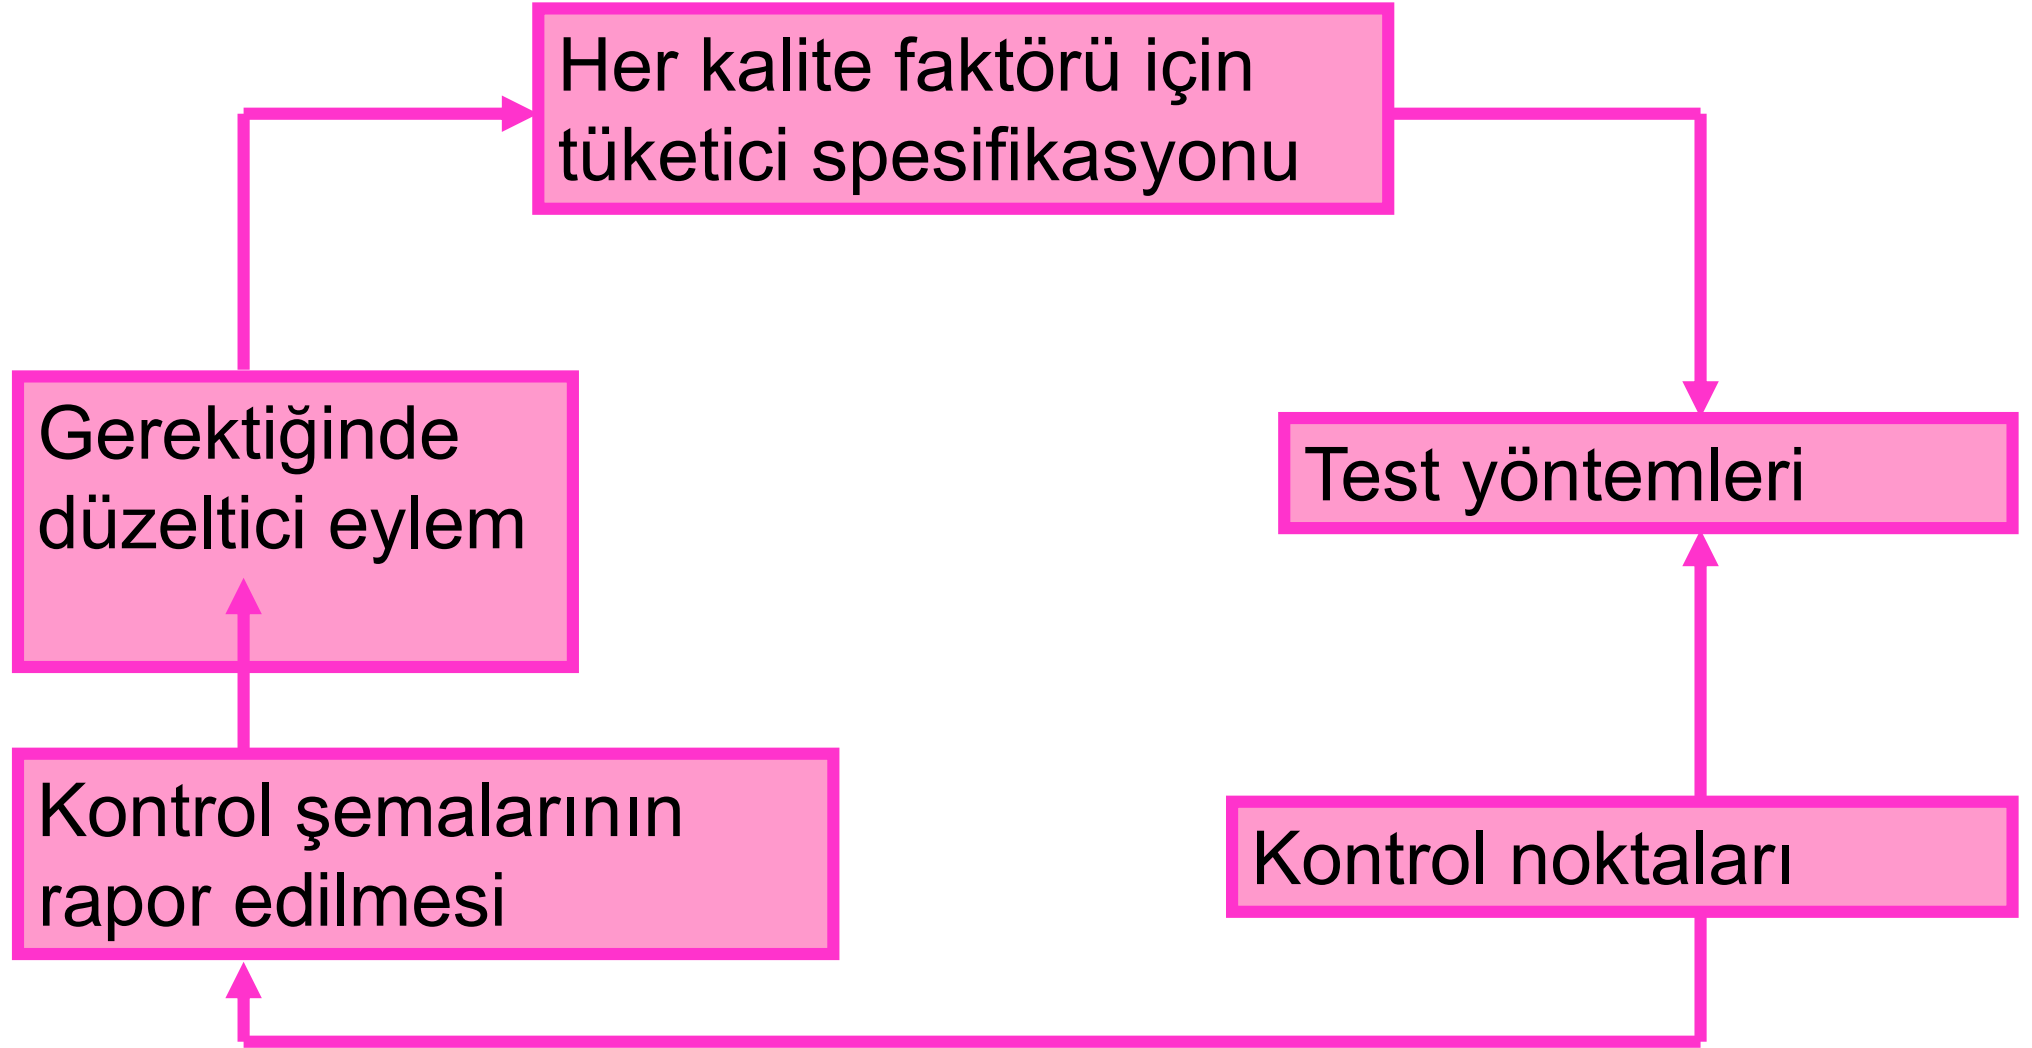 Her kalite faktörü için
tüketici spesifikasyonu
Gerektiğinde
düzeltici eylem
Test yöntemleri
Kontrol şemalarının
rapor edilmesi
Kontrol noktaları